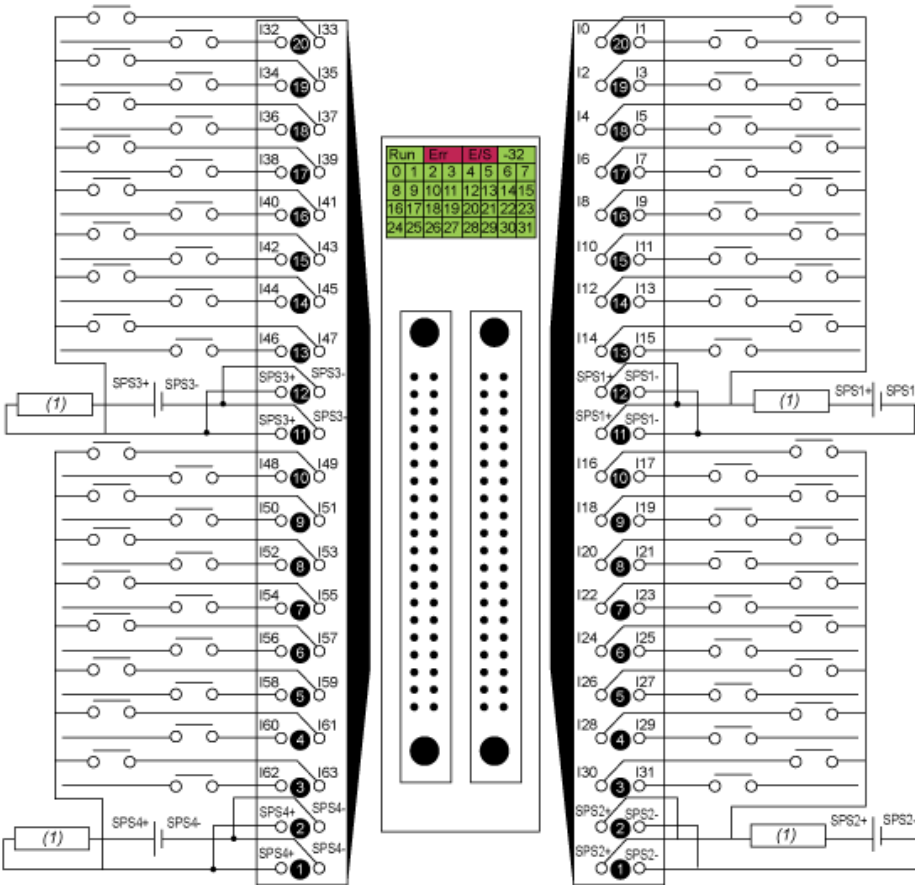 I32 20 I33
I34 19 I35
I36 18 I37
I38 17 I39
I40 16 I41
I42 15 I43
I44 14 I45
I46 13 I47
SPS3+ 12 SPS3-
(1) SPS3+ SPS3-
SPS3+ 11 SPS3-
I48 10 I49
I50 9 I51
I52 8 I53
I54 7 I55
I56 6 I57
I58 5 I59
I60 4 I61
I62 3 I63
SPS4+ 2 SPS4-
(1) SPS4+ SPS4-
SPS4+ 1 SPS4-
Run Err E/S -32
0 1 2 3 4 5 6 7
8 9 10 11 12 13 14 15
16 17 18 19 20 21 22 23
24 25 26 27 28 29 30 31
I0 20 I1
I2 19 I3
I4 18 I5
I6 17 I7
I8 16 I9
I10 15 I11
I12 14 I13
I14 13 I15
SPS1+ 12 SPS1-
(1) SPS1+ SPS1
SPS1+ 11 SPS1-
I16 10 I17
I18 9 I19
I20 8 I21
I22 7 I23
I24 6 I25
I26 5 I27
I28 4 I29
I30 3 I31
SPS2+ 2 SPS2-
(1) SPS2+ SPS2-
SPS2+ 1 SPS2-